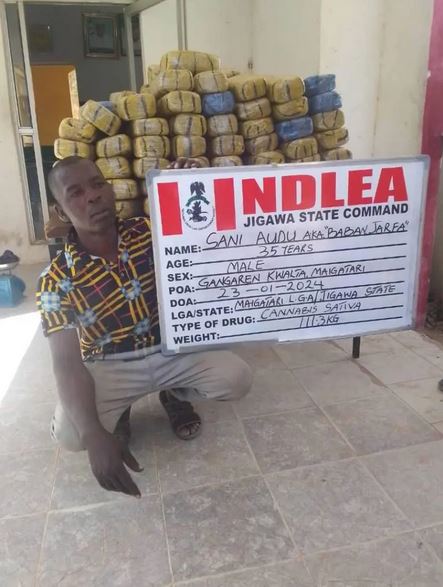 NDLEA
JIGAWA STATE COMMAND
NAME: SANI AUDU AKA "BABAN JARFA"
AGE: 35 YEARS
SEX: MALE
POA: GANGAREN KWALTA, MAIGATARI
DOA: 23-01-2024
LGA/STATE: MAIGATARI LGA/JIGAWA STATE
TYPE OF DRUG: CANNABIS SATIVA
WEIGHT: 111.3KG